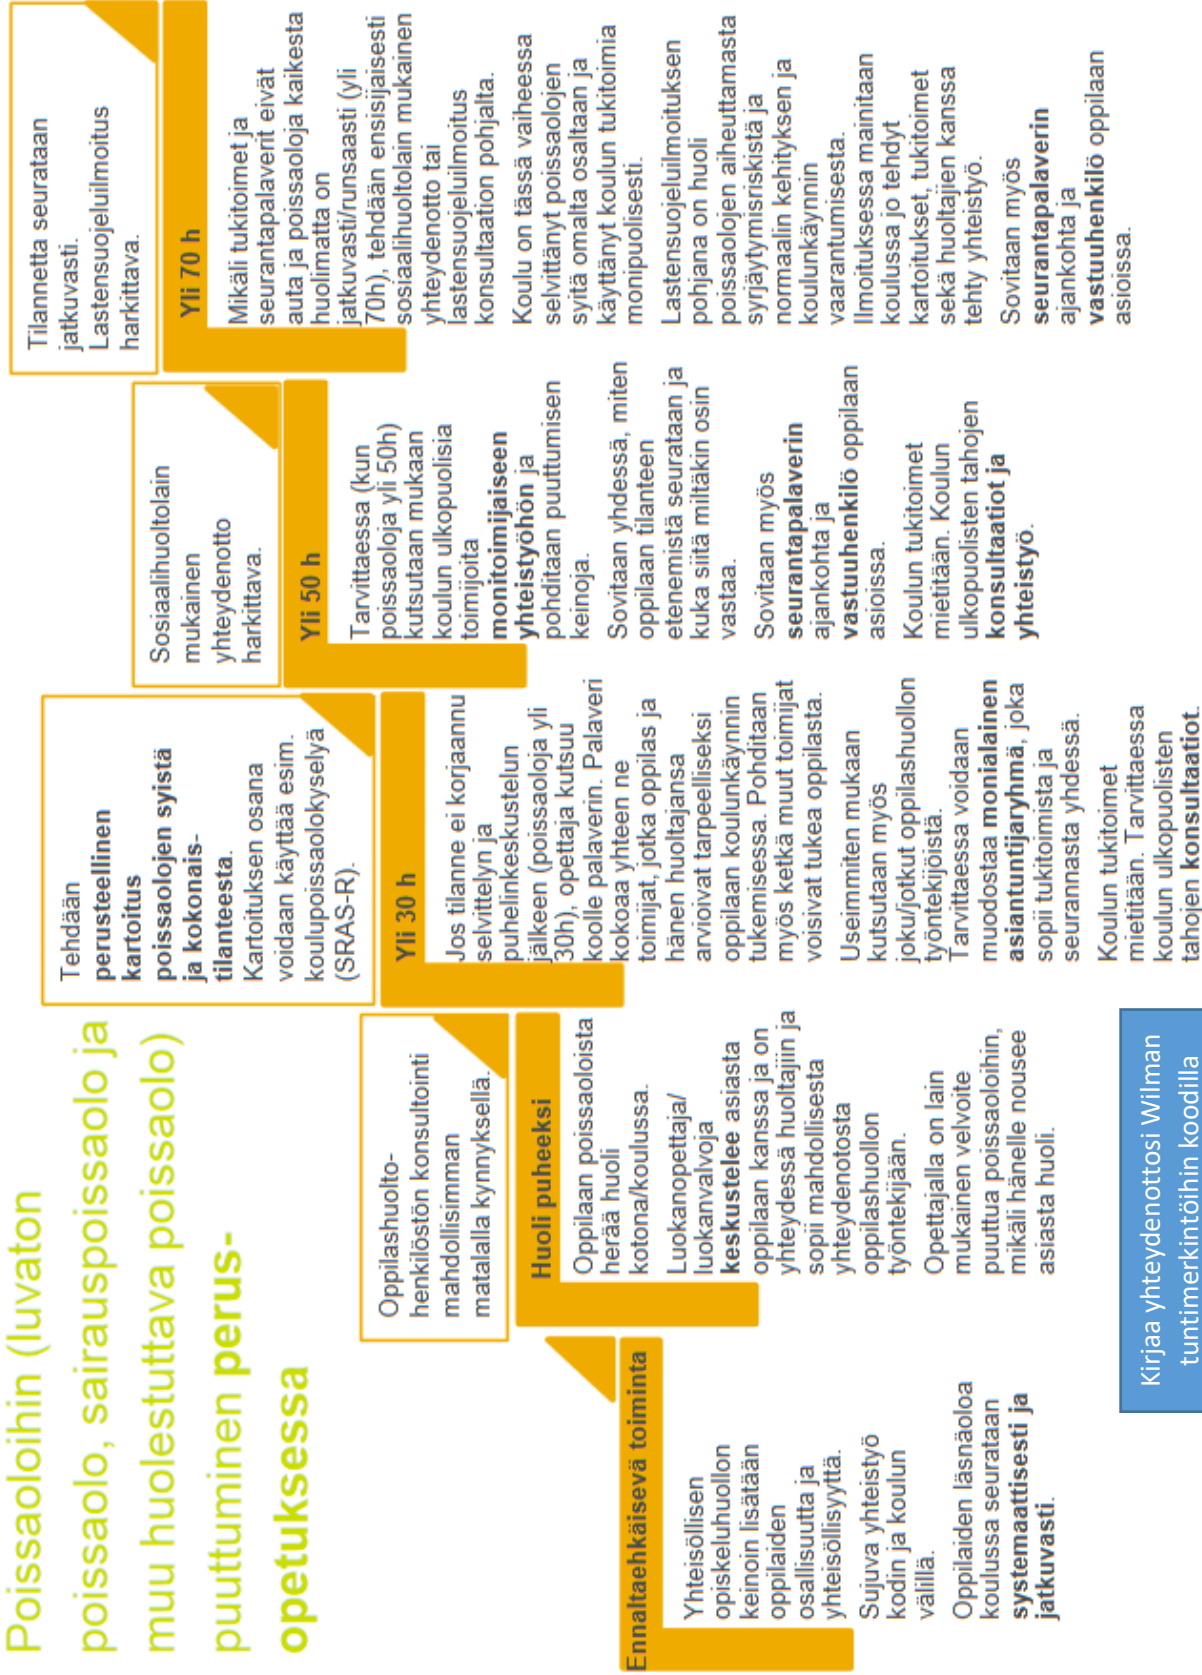 Poissaoloihin (luvaton
poissaolo, sairauspoissaolo ja
muu huolestuttava poissaolo)
puuttuminen perus-
opetuksessa
Ennaltaehkäisevä toiminta
Yhteisöllisen
opiskeluhuollon
keinoin lisätään
oppilaiden
osallisuutta ja
yhteisöllisyyttä.
Sujuva yhteistyö
kodin ja koulun
välillä.
Oppilaiden läsnäoloa
koulussa seurataan
systemaattisesti ja
jatkuvasti.
Oppilashuolto-
henkilöstön konsultointi
mahdollisimman
matalalla kynnyksellä.
Huoli puheeksi
Oppilaan poissaoloista
herää huoli
kotona/koulussa.
Luokanopettaja/
luokanvalvoja
keskustelee asiasta
oppilaan kanssa ja on
yhteydessä huoltajiin ja
sopii mahdollisesta
yhteydenotosta
oppilashuollon
työntekijään.
Opettajalla on lain
mukainen velvoite
puuttua poissaoloihin,
mikäli hänelle nousee
asiasta huoli.
Tehdään
perusteellinen
kartoitus
poissaolojen syistä
ja kokonais-
tilanteesta.
Kartoituksen osana
voidaan käyttää esim.
koulupoissaolokyselyä
(SRAS-R).
Yli 30 h
Jos tilanne ei korjaannu
selvittelyn ja
puhelinkeskustelun
jälkeen (poissaoloja yli
30h), opettaja kutsuu
koolle palaverin. Palaveri
kokoaa yhteen ne
toimijat, jotka oppilas ja
hänen huoltajansa
arvioivat tarpeelliseksi
oppilaan koulunkäynnin
tukemisessa. Pohditaan
myös ketkä muut toimijat
voisivat tukea oppilasta.
Useimmiten mukaan
kutsutaan myös
joku/jotkut oppilashuollon
työntekijöistä.
Tarvittaessa voidaan
muodostaa monialainen
asiantuntijaryhmä, joka
sopii tukitoimista ja
seurannasta yhdessä.
Koulun tukitoimet
mietitään. Tarvittaessa
koulun ulkopuolisten
tahojen konsultaatiot.
Sosiaalihuoltolain
mukainen
yhteydenotto
harkittava.
Yli 50 h
Tarvittaessa (kun
poissaoloja yli 50h)
kutsutaan mukaan
koulun ulkopuolisia
toimijoita
monitoimijaiseen
yhteistyöhön ja
pohditaan puuttumisen
keinoja.
Sovitaan yhdessä, miten
oppilaan tilanteen
etenemistä seurataan ja
kuka siitä miltäkin osin
vastaa.
Sovitaan myös
seurantapalaverin
ajankohta ja
vastuuhenkilö oppilaan
asioissa.
Koulun tukitoimet
mietitään. Koulun
ulkopuolisten tahojen
konsultaatiot ja
yhteistyö.
Tilannetta seurataan
jatkuvasti.
Lastensuojeluilmoitus
harkittava.
Yli 70 h
Mikäli tukitoimet ja
seurantapalaverit eivät
auta ja poissaoloja kaikesta
huolimatta on
jatkuvasti/runsaasti (yli
70h), tehdään ensisijaisesti
sosiaalihuoltolain mukainen
yhteydenotto tai
lastensuojeluilmoitus
konsultaation pohjalta.
Koulu on tässä vaiheessa
selvittänyt poissaolojen
syitä omalta osaltaan ja
käyttänyt koulun tukitoimia
monipuolisesti.
Lastensuojeluilmoituksen
pohjana on huoli
poissaolojen aiheuttamasta
syrjäytymisriskistä ja
normaalin kehityksen ja
koulunkäynnin
vaarantumisesta.
Ilmoituksessa mainitaan
koulussa jo tehdyt
kartoitukset, tukitoimet
sekä huoltajien kanssa
tehty yhteistyö.
Sovitaan myös
seurantapalaverin
ajankohta ja
vastuuhenkilö oppilaan
asioissa.
Kirjaa yhteydenottosi Wilman
tuntimerkintöihin koodilla